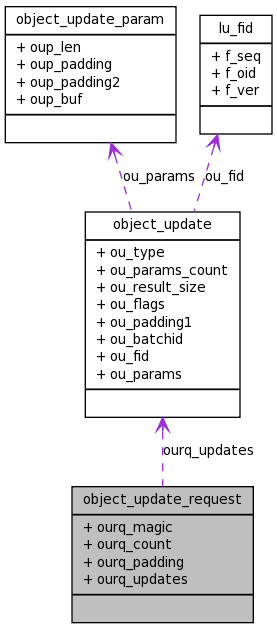 object_update_param
+ oup_len
+ oup_padding
+ oup_padding2
+ oup_buf
lu_fid
+ f_seq
+ f_oid
+ f_ver
ou_params
ou_fid
object_update
+ ou_type
+ ou_params_count
+ ou_result_size
+ ou_flags
+ ou_padding1
+ ou_batchid
+ ou_fid
+ ou_params
ourq_updates
object_update_request
+ ourq_magic
+ ourq_count
+ ourq_padding
+ ourq_updates